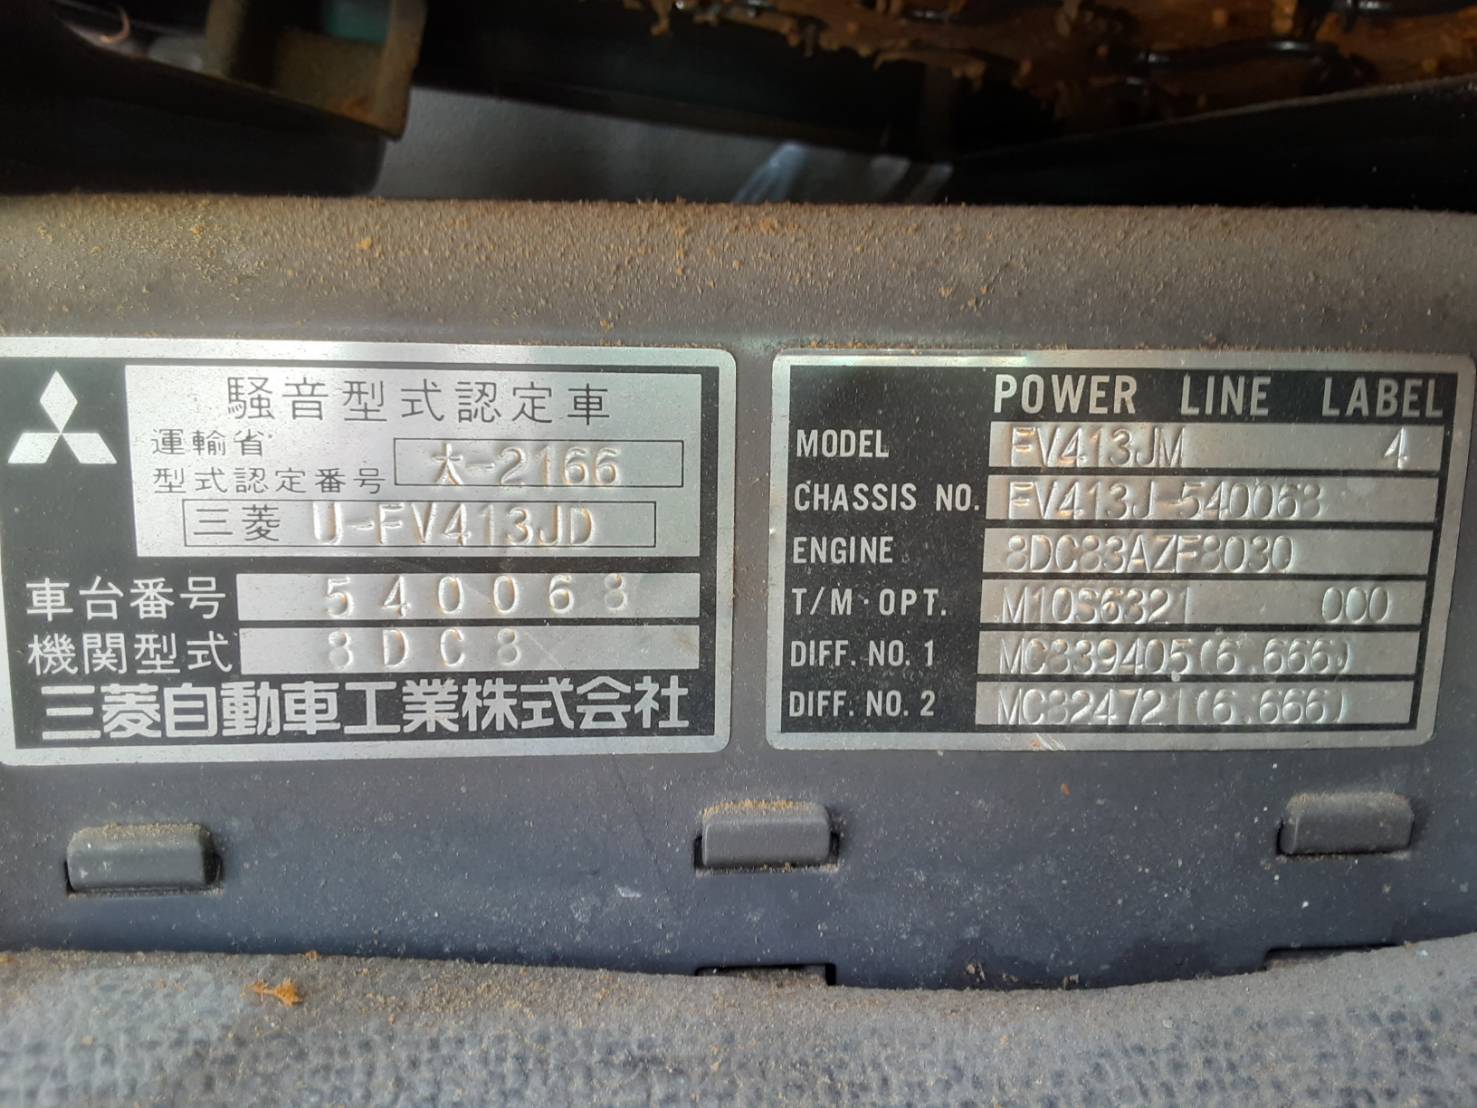 騒音型式認定車
運輸省
型式認定番号 大-2166
三菱 U-FV413JD
車台番号 540068
機関型式 8DC8
三菱自動車工業株式会社
POWER LINE LABEL
MODEL FV413JM 4
CHASSIS NO. FV413J-540068
ENGINE 8DC83AZF8030
T/M·OPT. M10S6321 000
DIFF. NO. 1 MC839405(6.666)
DIFF. NO. 2 MC824721(6.666)